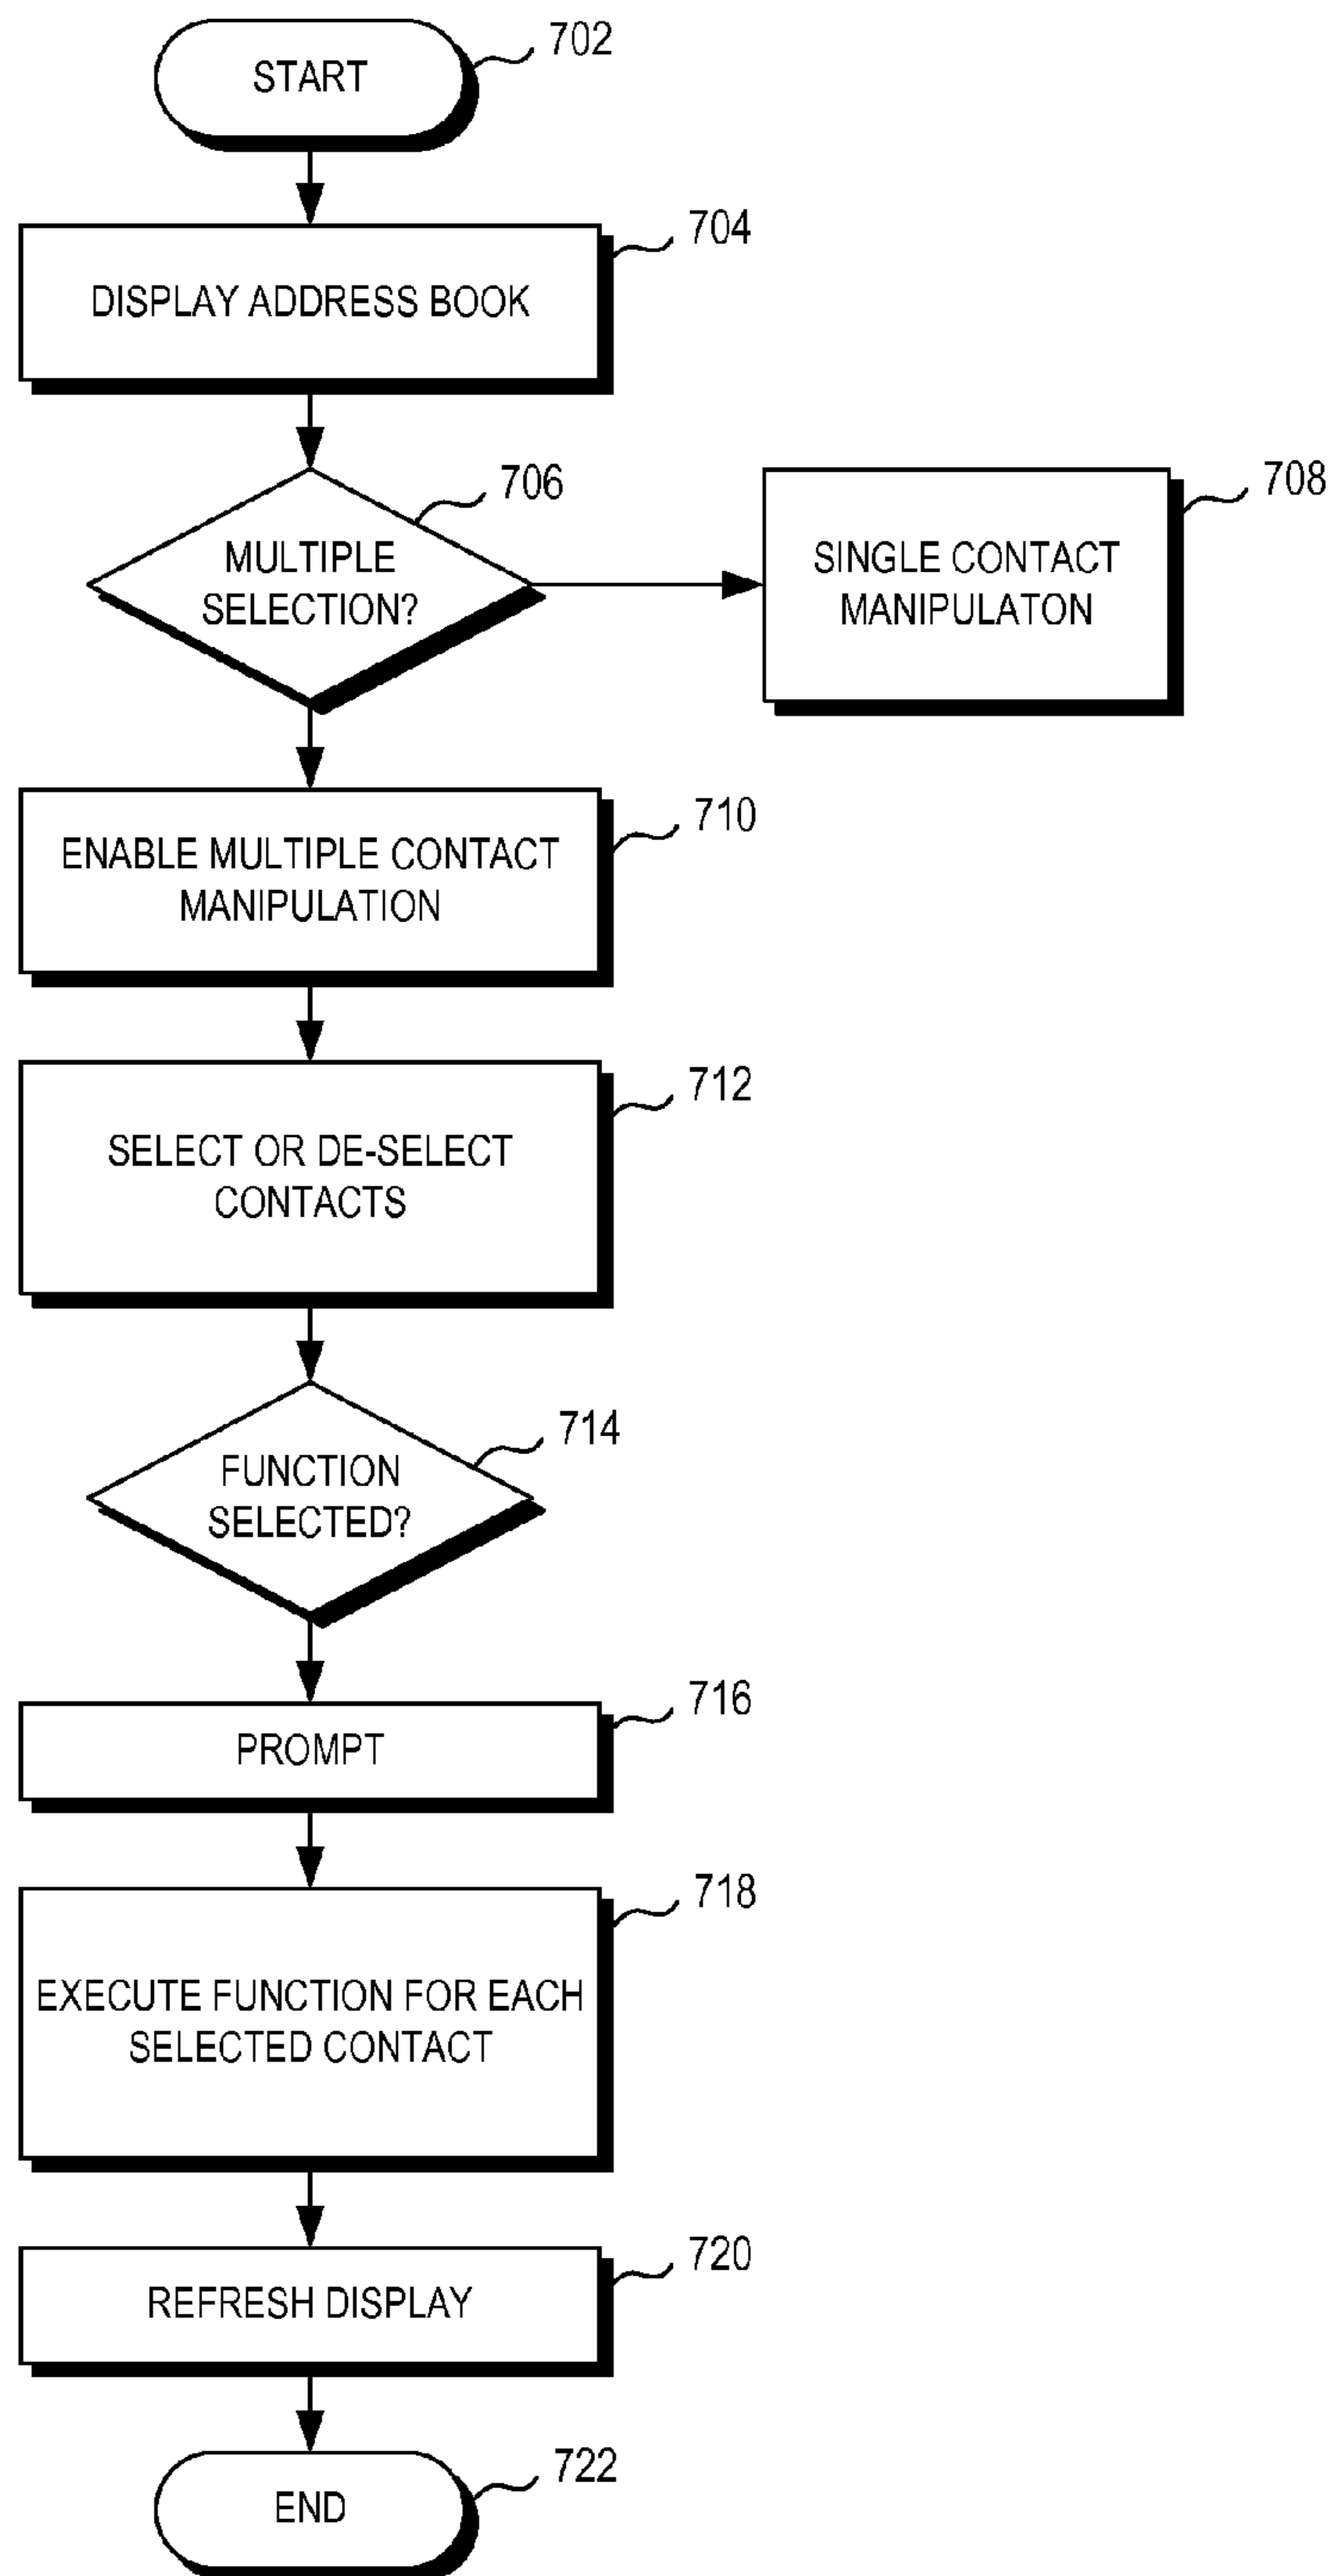 START
702
DISPLAY ADDRESS BOOK
704
MULTIPLE
SELECTION?
706
SINGLE CONTACT
MANIPULATON
708
ENABLE MULTIPLE CONTACT
MANIPULATION
710
SELECT OR DE-SELECT
CONTACTS
712
FUNCTION
SELECTED?
714
PROMPT
716
EXECUTE FUNCTION FOR EACH
SELECTED CONTACT
718
REFRESH DISPLAY
720
END
722